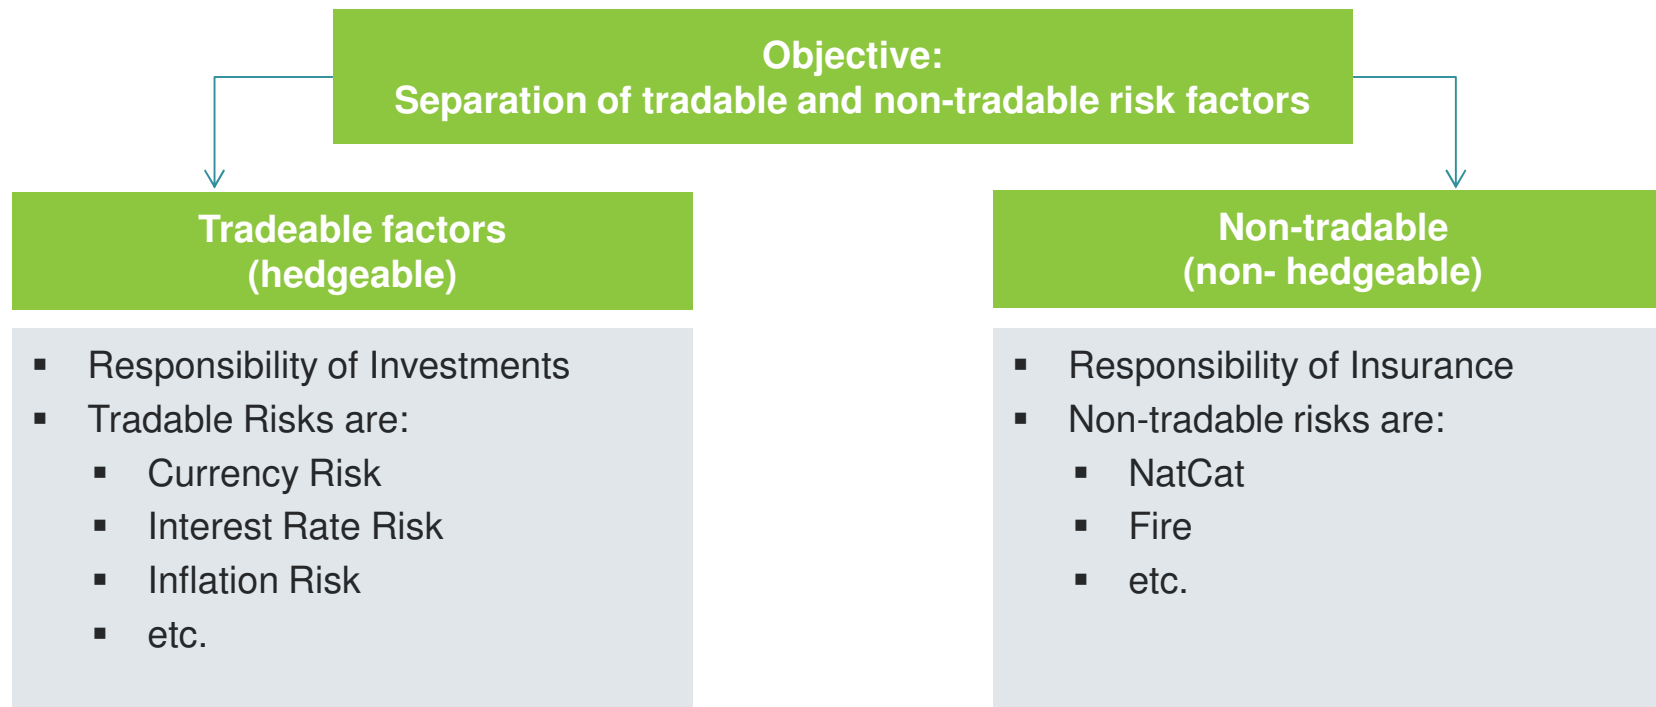 Objective:
Separation of tradable and non-tradable risk factors
Tradeable factors
(hedgeable)
▪ Responsibility of Investments
▪ Tradable Risks are:
▪ Currency Risk
▪ Interest Rate Risk
▪ Inflation Risk
▪ etc.
Non-tradable
(non- hedgeable)
▪ Responsibility of Insurance
▪ Non-tradable risks are:
▪ NatCat
▪ Fire
▪ etc.